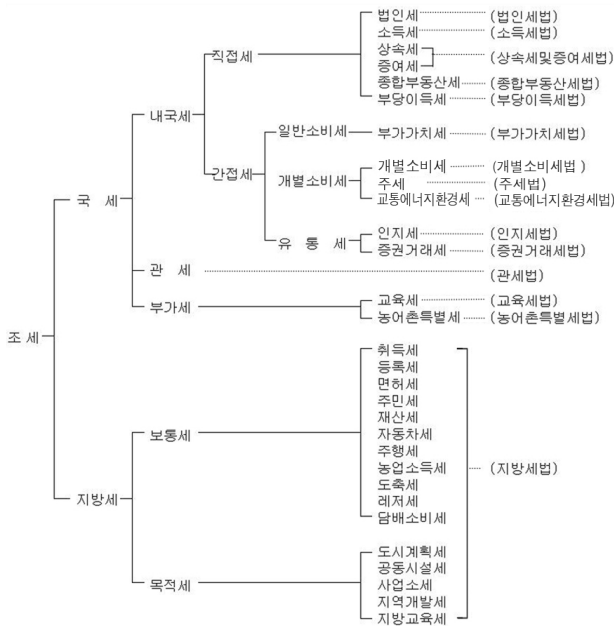 법인세 (법인세법)
소득세 (소득세법)
상속세
직접세 (상속세및증여세법)
증여세
종합부동산세 (종합부동산세법)
부당이득세 (부당이득세법)
내국세
일반소비세 부가가치세 (부가가치세법)
개별소비세 (개별소비세법 )
간접세 개별소비세 주세 (주세법)
교통에너지환경세 (교통에너지환경세법)
국 세
인지세 (인지세법)
유 통 세
증권거래세 (증권거래세법)
관 세 (관세법)
교육세 (교육세법)
부가세
농어촌특별세 (농어촌특별세법)
조 세
취득세
등록세
면허세
주민세
재산세
보통세 자동차세
주행세
농업소득세 (지방세법)
도축세
지방세
레저세
담배소비세
도시계획세
공동시설세
목적세 사업소세
지역개발세
지방교육세